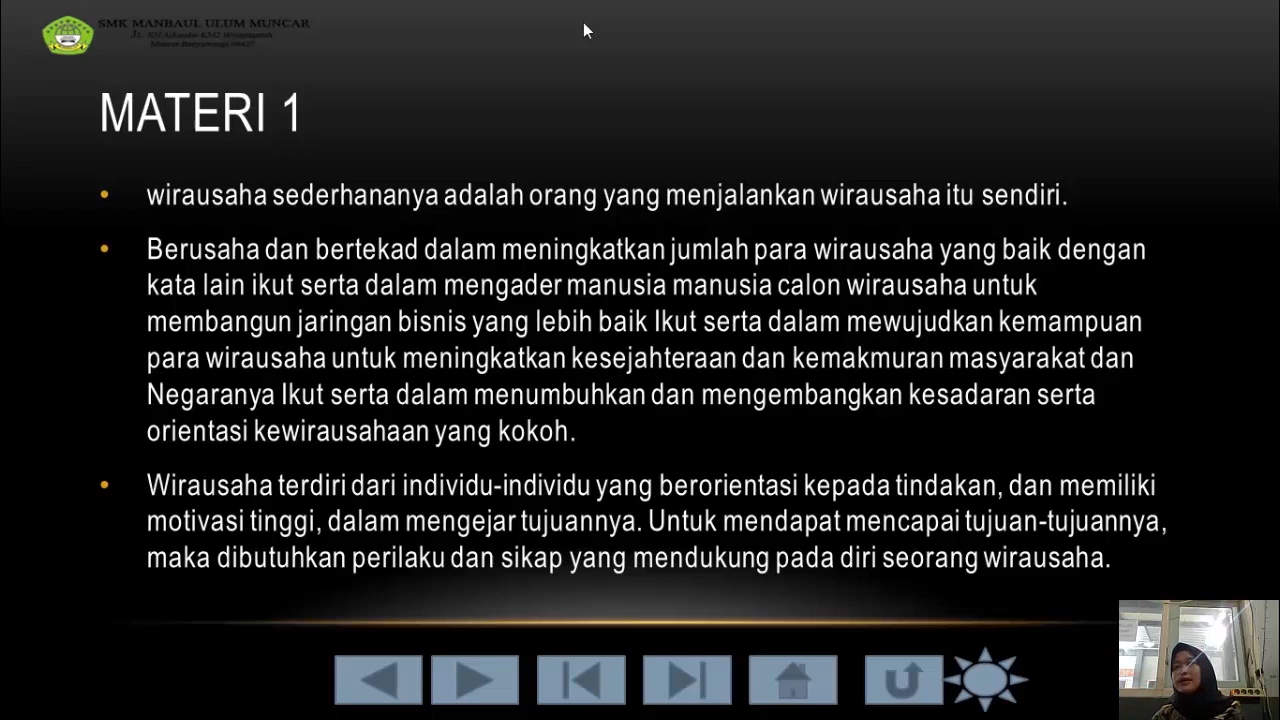 SMK MANBAUL ULUM MUNCAR
MATERI 1
• wirausaha sederhananya adalah orang yang menjalankan wirausaha itu sendiri.
• Berusaha dan bertekad dalam meningkatkan jumlah para wirausaha yang baik dengan
kata lain ikut serta dalam mengader manusia manusia calon wirausaha untuk
membangun jaringan bisnis yang lebih baik Ikut serta dalam mewujudkan kemampuan
para wirausaha untuk meningkatkan kesejahteraan dan kemakmuran masyarakat dan
Negaranya Ikut serta dalam menumbuhkan dan mengembangkan kesadaran serta
orientasi kewirausahaan yang kokoh.
• Wirausaha terdiri dari individu-individu yang berorientasi kepada tindakan, dan memiliki
motivasi tinggi, dalam mengejar tujuannya. Untuk mendapat mencapai tujuan-tujuannya,
maka dibutuhkan perilaku dan sikap yang mendukung pada diri seorang wirausaha.